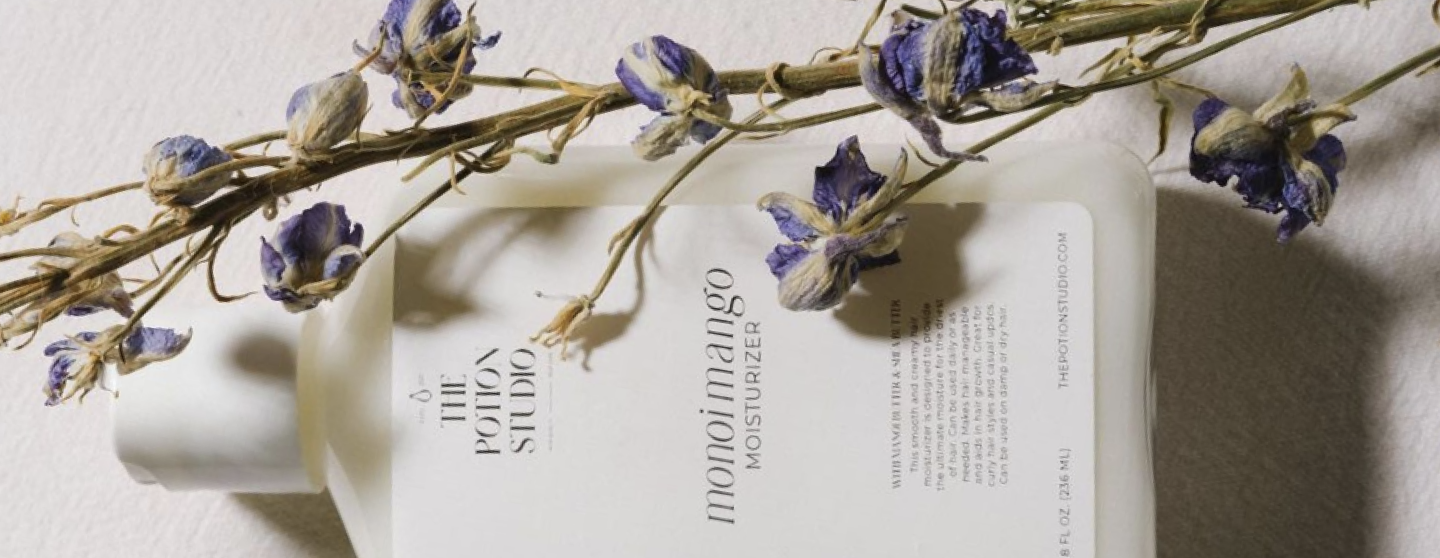 THE
POTION
STUDIO
monoi mango
MOISTURIZER
WITH MANGO BUTTER & SHEA BUTTER
This smooth and creamy hair
moisturizer is designed to provide
the ultimate moisture for the driest
of hair. Can be used daily or as
needed. Makes hair manageable
and aids in hair growth. Great for
curly hair styles and casual updos.
Can be used on damp or dry hair.
8 FL OZ. (236 ML)
THEPOTIONSTUDIO.COM